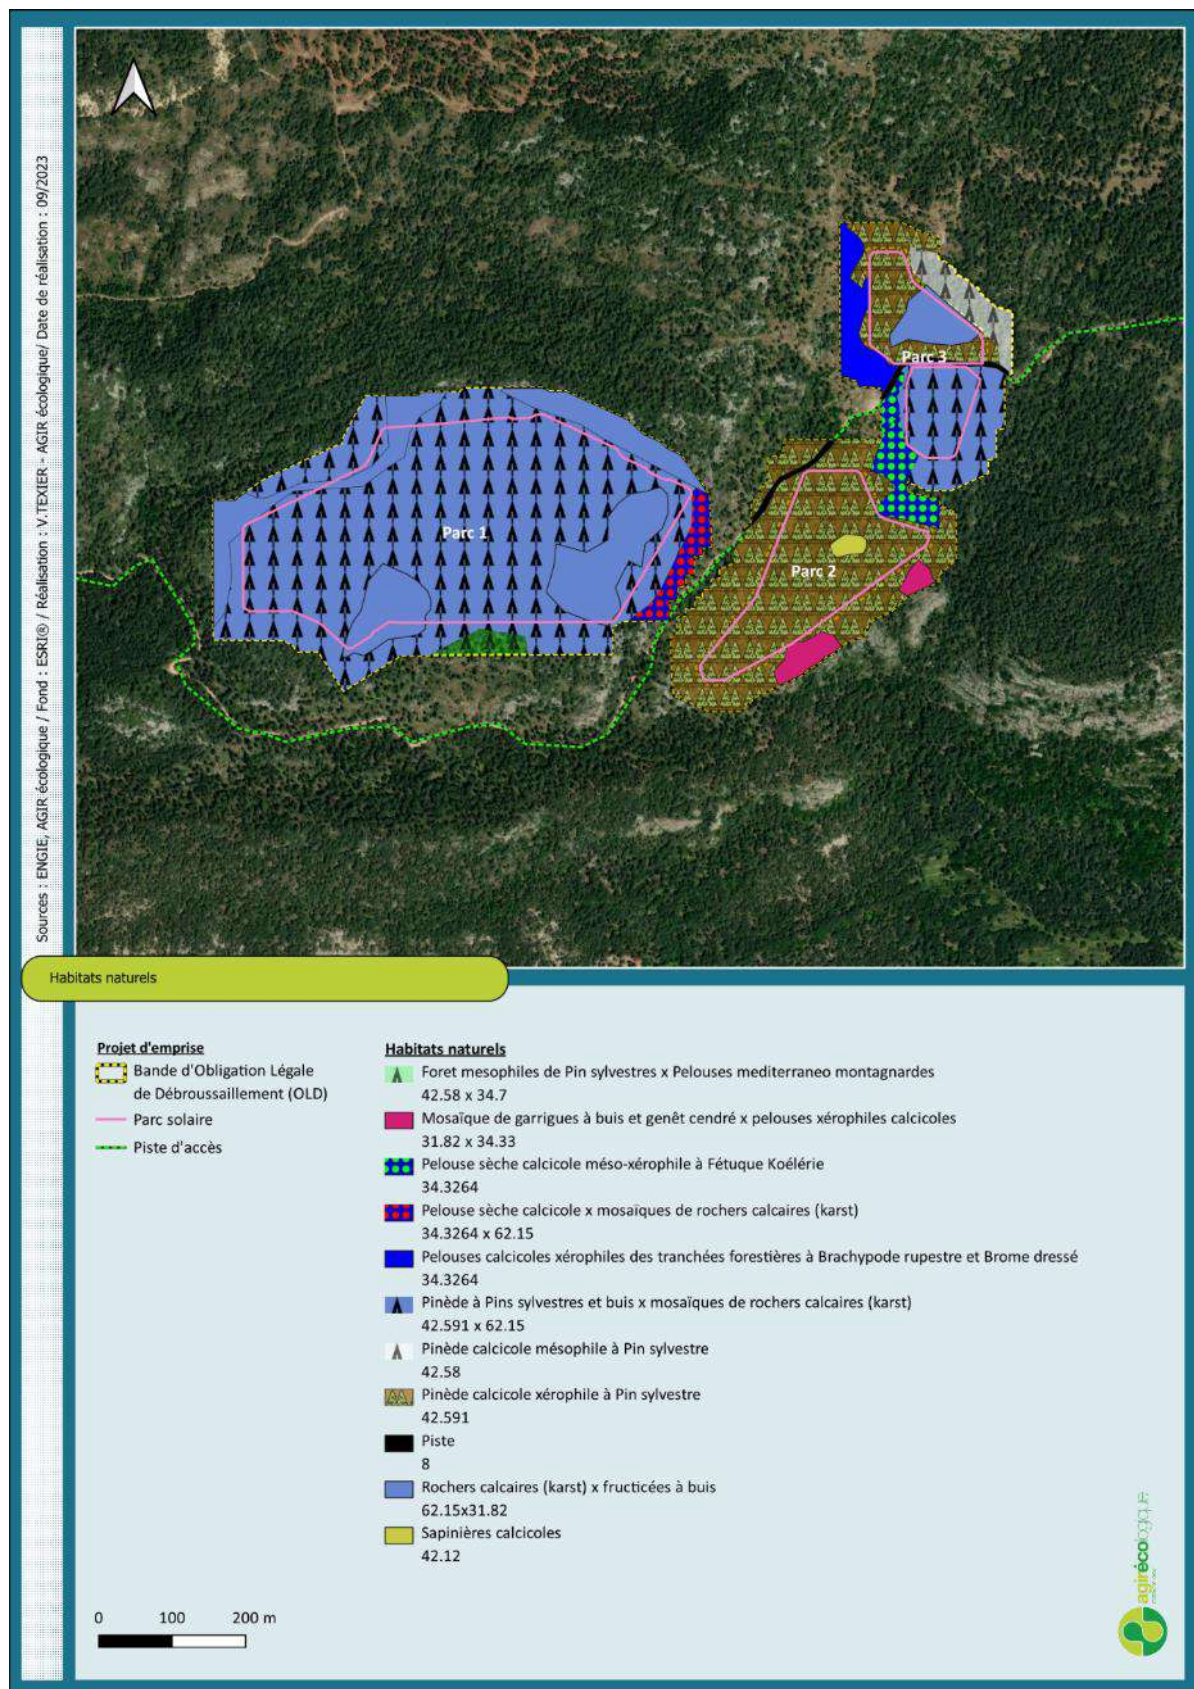 Sources : ENGIE, AGIR écologique / Fond : ESRI® / Réalisation : V.TEXIER - AGIR écologique/ Date de réalisation : 09/2023
Parc 3
Parc 1
Parc 2
Habitats naturels
Projet d'emprise
Bande d'Obligation Légale
de Débroussaillement (OLD)
Parc solaire
Piste d'accès
Habitats naturels
Foret mesophiles de Pin sylvestres x Pelouses mediterraneo montagnardes
42.58 x 34.7
Mosaïque de garrigues à buis et genêt cendré x pelouses xérophiles calcicoles
31.82 x 34.33
Pelouse sèche calcicole méso-xérophile à Fétuque Koélérie
34.3264
Pelouse sèche calcicole x mosaïques de rochers calcaires (karst)
34.3264 x 62.15
Pelouses calcicoles xérophiles des tranchées forestières à Brachypode rupestre et Brome dressé
34.3264
Pinède à Pins sylvestres et buis x mosaïques de rochers calcaires (karst)
42.591 x 62.15
Pinède calcicole mésophile à Pin sylvestre
42.58
Pinède calcicole xérophile à Pin sylvestre
42.591
Piste
8
Rochers calcaires (karst) x fructicées à buis
62.15x31.82
Sapinières calcicoles
42.12
0 100 200 m
agirécologique